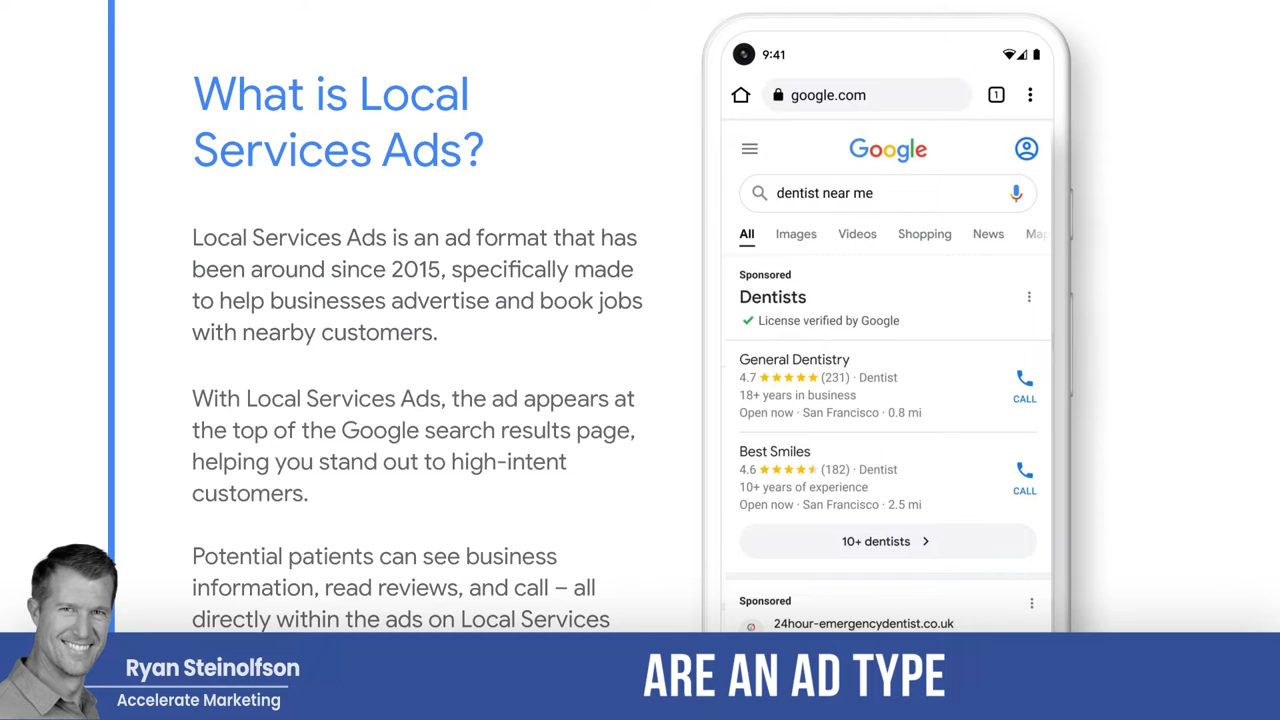 What is Local
Services Ads?
Local Services Ads is an ad format that has
been around since 2015, specifically made
to help businesses advertise and book jobs
with nearby customers.
With Local Services Ads, the ad appears at
the top of the Google search results page,
helping you stand out to high-intent
customers.
Potential patients can see business
information, read reviews, and call – all
directly within the ads on Local Services
9:41
google.com
1
Google
dentist near me
All Images Videos Shopping News Map
Sponsored
Dentists
License verified by Google
General Dentistry
4.7 (231) · Dentist
18+ years in business
Open now · San Francisco · 0.8 mi
CALL
Best Smiles
4.6 (182) · Dentist
10+ years of experience
Open now · San Francisco · 2.5 mi
CALL
10+ dentists
Sponsored
24hour-emergencydentist.co.uk
Ryan Steinolfson
Accelerate Marketing
ARE AN AD TYPE